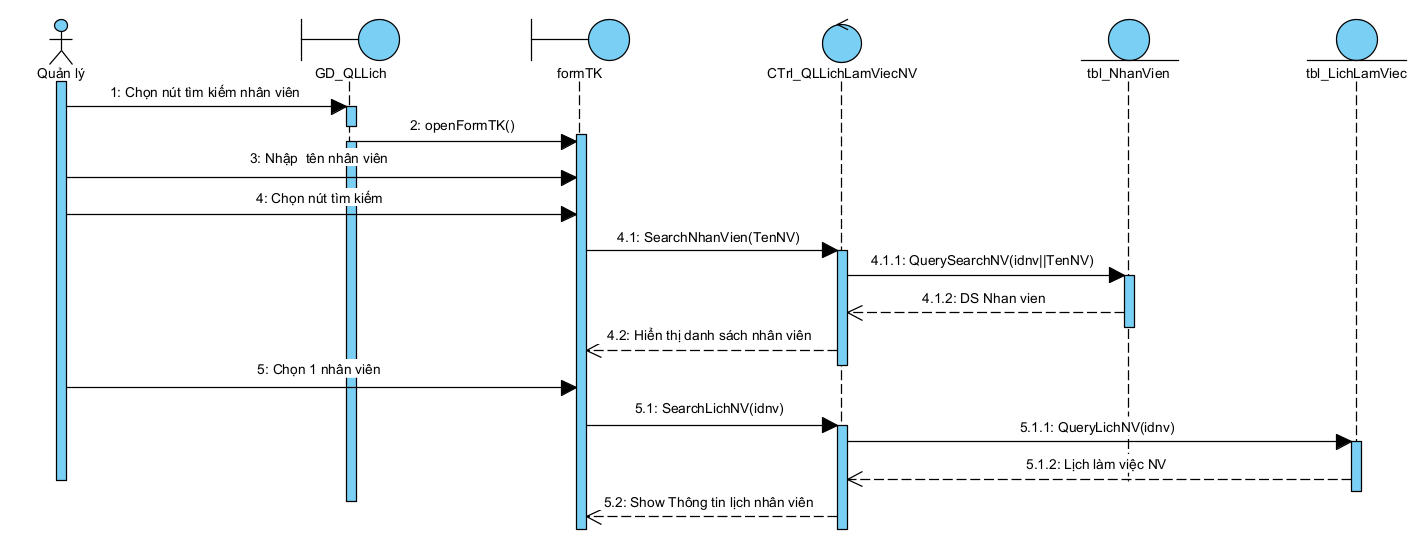 Quản lý
GD_QLLich
formTK
CTrl_QLLichLamViecNV
tbl_NhanVien
tbl_LichLamViec
1: Chọn nút tìm kiếm nhân viên
2: openFormTK()
3: Nhập  tên nhân viên
4: Chọn nút tìm kiếm
4.1: SearchNhanVien(TenNV)
4.1.1: QuerySearchNV(idnv||TenNV)
4.1.2: DS Nhan vien
4.2: Hiển thị danh sách nhân viên
5: Chọn 1 nhân viên
5.1: SearchLichNV(idnv)
5.1.1: QueryLichNV(idnv)
5.1.2: Lịch làm việc NV
5.2: Show Thông tin lịch nhân viên